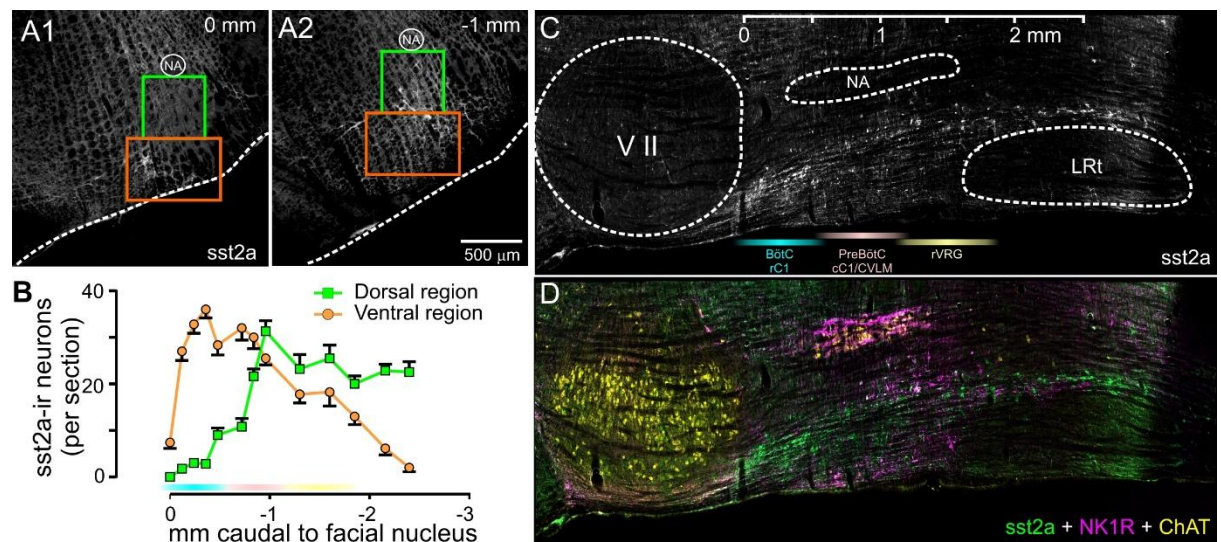 A1
0 mm
NA
sst2a
A2
-1 mm
NA
500 µm
B
Dorsal region
Ventral region
sst2a-ir neurons
(per section)
40
20
0
0
-1
-2
-3
mm caudal to facial nucleus
C
0
1
2 mm
NA
V II
LRt
BötC
rC1
PreBötC
cC1/CVLM
rVRG
sst2a
D
sst2a + NK1R + ChAT